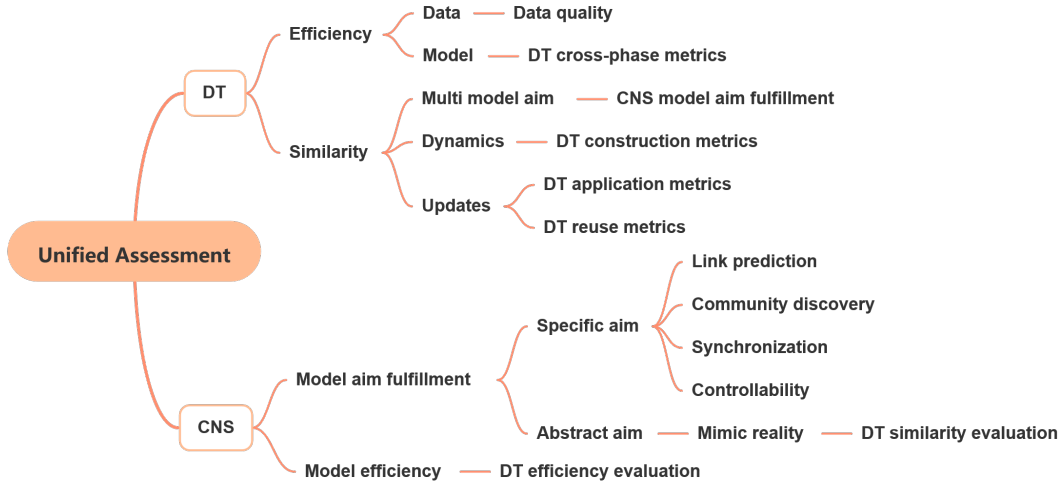 Unified Assessment
DT
Efficiency
Data
Data quality
Model
DT cross-phase metrics
Similarity
Multi model aim
CNS model aim fulfillment
Dynamics
DT construction metrics
Updates
DT application metrics
DT reuse metrics
CNS
Model aim fulfillment
Specific aim
Link prediction
Community discovery
Synchronization
Controllability
Abstract aim
Mimic reality
DT similarity evaluation
Model efficiency
DT efficiency evaluation